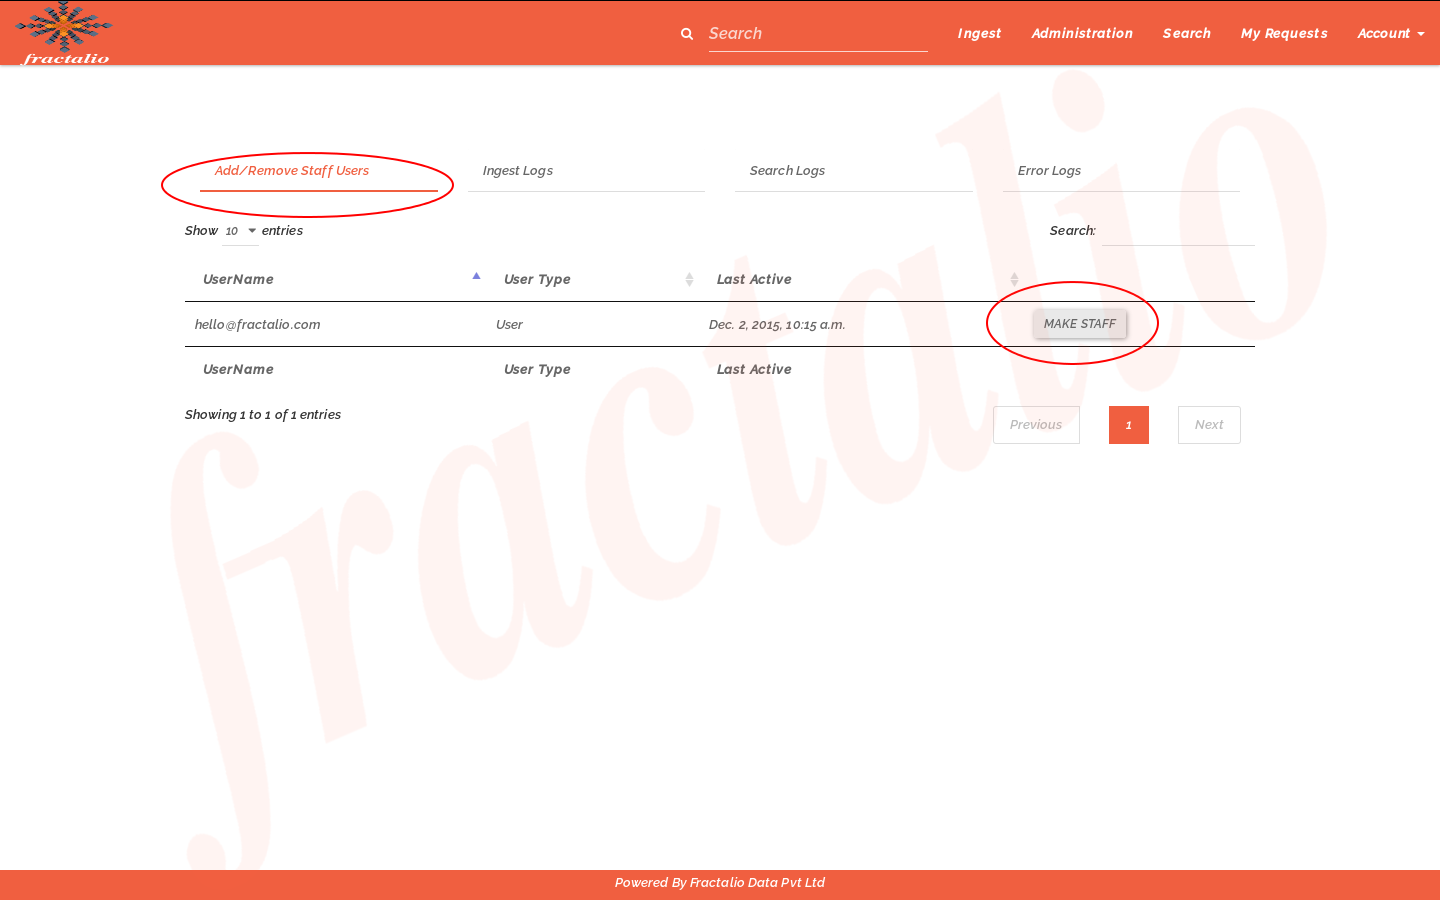 fractalio
Search Ingest Administration Search My Requests Account
Add/Remove Staff Users Ingest Logs Search Logs Error Logs
Show 10 entries Search:
UserName User Type Last Active
hello@fractalio.com User Dec. 2, 2015, 10:15 a.m. MAKE STAFF
UserName User Type Last Active
Showing 1 to 1 of 1 entries
Previous 1 Next
fractalio
Powered By Fractalio Data Pvt Ltd